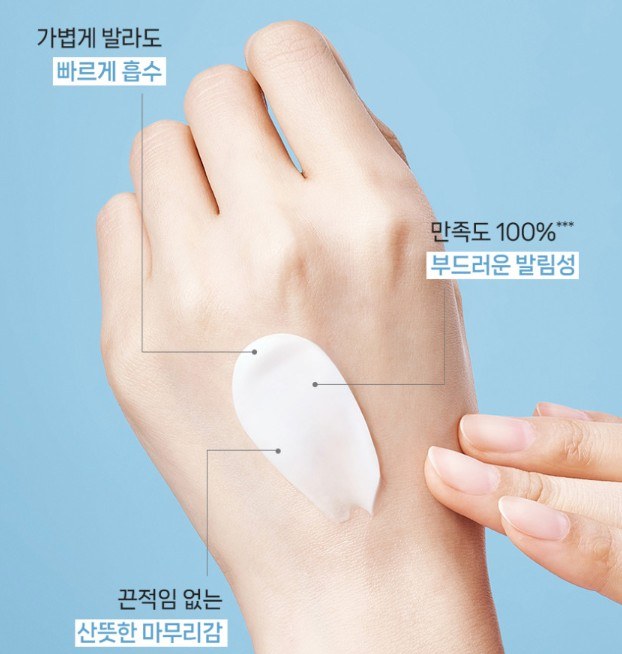 가볍게 발라도
빠르게 흡수
만족도 100%***
부드러운 발림성
끈적임 없는
산뜻한 마무리감